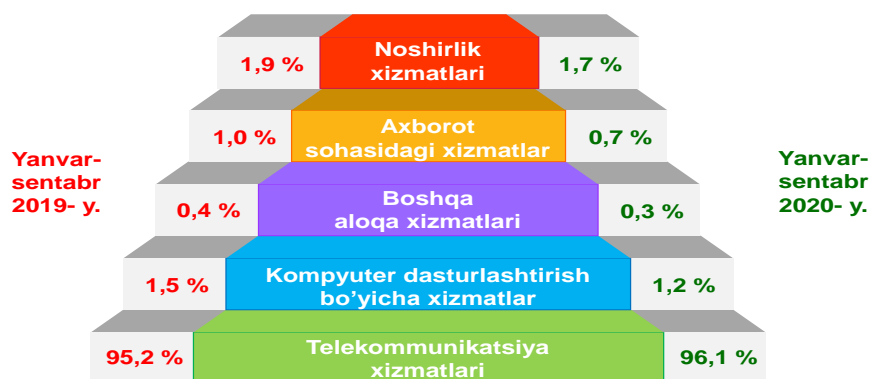 Noshirlik
xizmatlari
1,9 %
1,7 %
Axborot
sohasidagi xizmatlar
1,0 %
0,7 %
Yanvar-
sentabr
2019- y.
Yanvar-
sentabr
2020- y.
Boshqa
aloqa xizmatlari
0,4 %
0,3 %
Kompyuter dasturlashtirish
bo’yicha xizmatlar
1,5 %
1,2 %
Telekommunikatsiya
xizmatlari
95,2 %
96,1 %